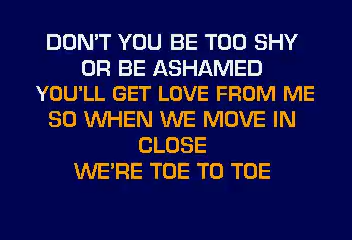 DON'T YOU BE TOO SHY
OR BE ASHAMED
YOU'LL GET LOVE FROM ME
SO WHEN WE MOVE IN
CLOSE
WE'RE TOE TO TOE